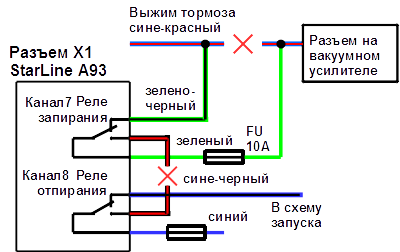 Выжим тормоза
сине-красный
Разъем X1
StarLine A93
Разъем на
вакуумном
усилителе
зелено-
черный
Канал7 Реле
запирания
зеленый
FU
10А
Канал8 Реле
отпирания
сине-черный
синий
В схему
запуска